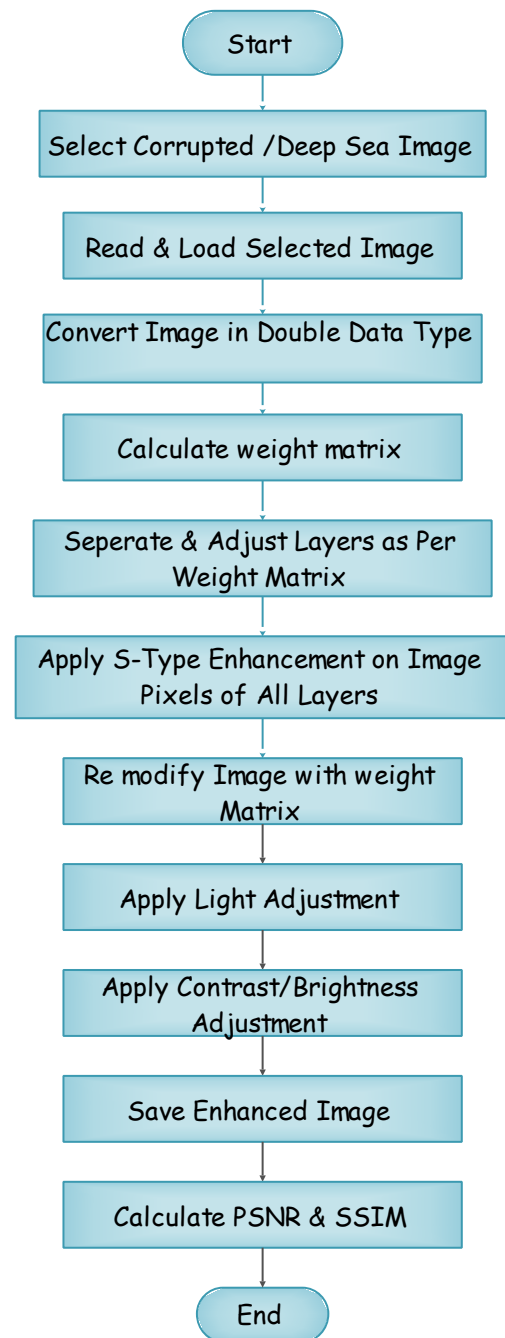 Start
Select Corrupted /Deep Sea Image
Read & Load Selected Image
Convert Image in Double Data Type
Calculate weight matrix
Seperate & Adjust Layers as Per
Weight Matrix
Apply S-Type Enhancement on Image
Pixels of All Layers
Re modify Image with weight
Matrix
Apply Light Adjustment
Apply Contrast/Brightness
Adjustment
Save Enhanced Image
Calculate PSNR & SSIM
End